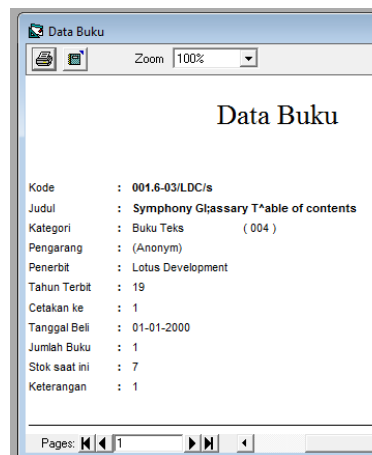 Data Buku
Zoom 100%
Data Buku
Kode : 001.6-03/LDC/s
Judul : Symphony Gl;assary T^able of contents
Kategori : Buku Teks ( 004 )
Pengarang : (Anonym)
Penerbit : Lotus Development
Tahun Terbit : 19
Cetakan ke : 1
Tanggal Beli : 01-01-2000
Jumlah Buku : 1
Stok saat ini : 7
Keterangan : 1
Pages: 1